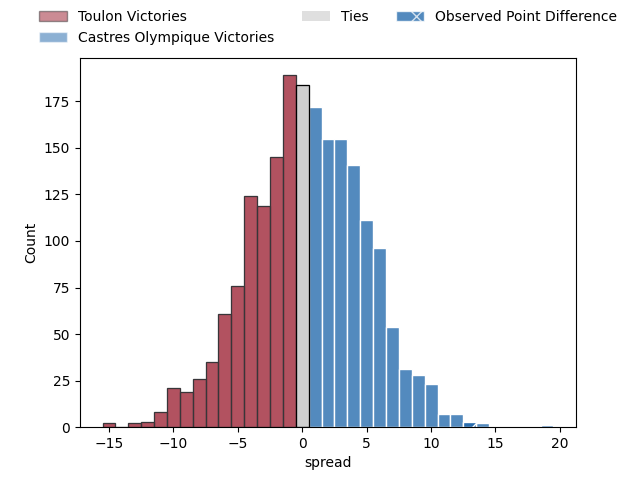 Toulon Victories
Castres Olympique Victories
Ties
Observed Point Difference
Count
175
150
125
100
75
50
25
0
−15
−10
−5
0
5
10
15
20
spread